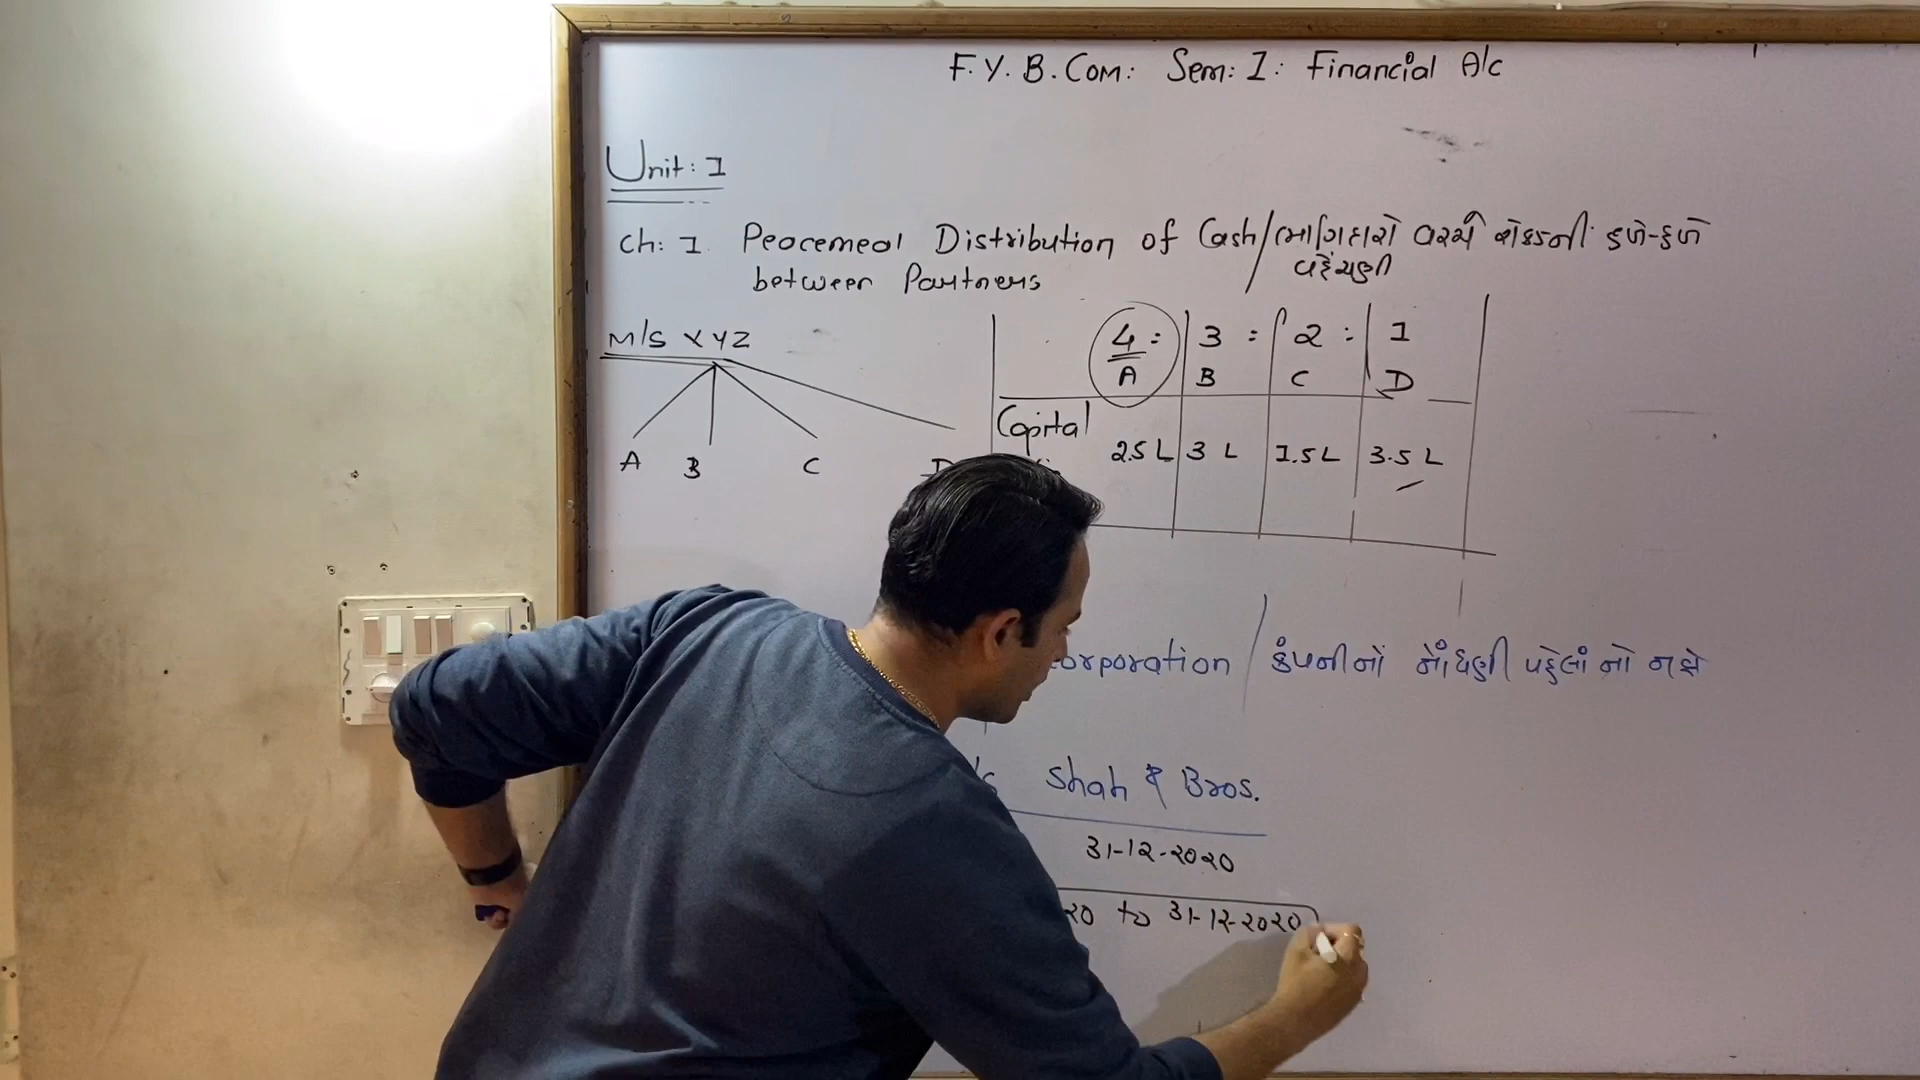 F.Y.B.Com: Sem: I: Financial A/c
Unit: I
Ch: I. Peacemeal Distribution of Cash/ભાગિદારો વચ્ચે રોકડની હપ્તે-હપ્તે
between Partners / વહેંચણી
M/S XYZ
A B C D
4 : 3 : 2 : 1
A B C D
Capital 2.5 L 3 L 1.5 L 3.5 L
orporation / કંપનીનો નોંધણી પહેલાંનો નફો
Shah & Bros.
31-12-2020
20 to 31-12-2020